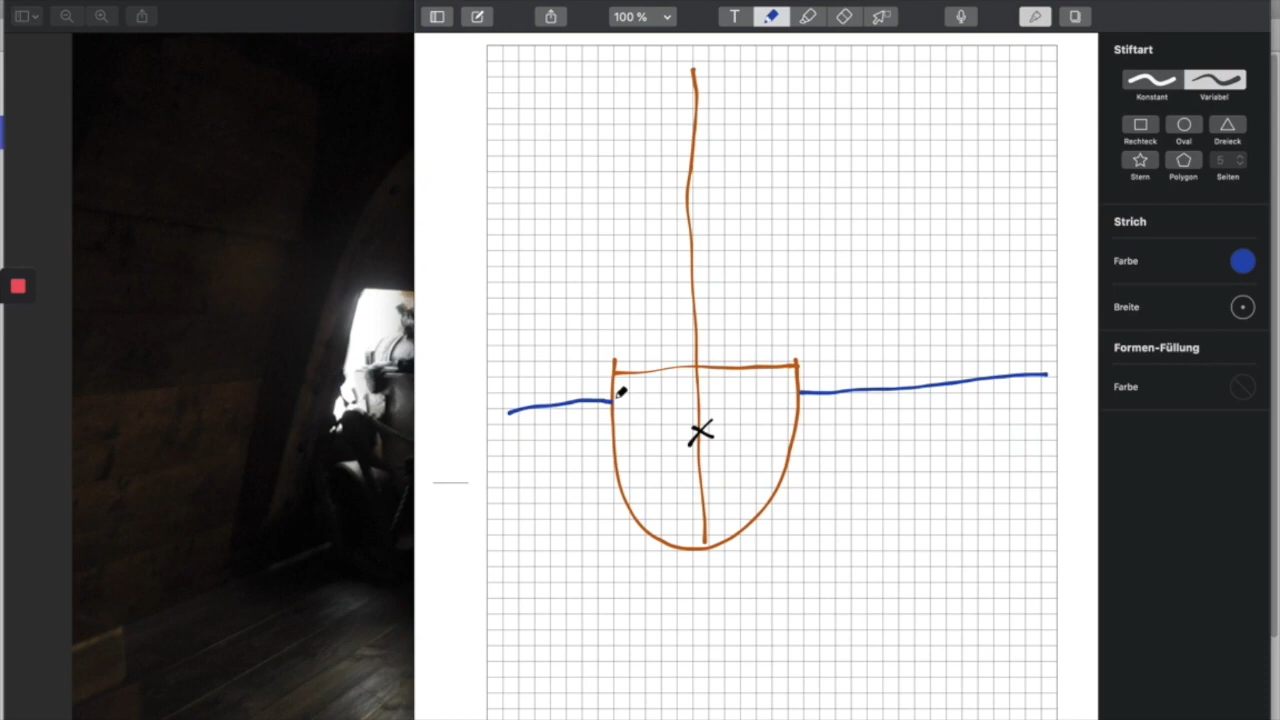 100 %
T
Stiftart
Konstant Variabel
Rechteck Oval Dreieck
5
Stern Polygon Seiten
Strich
Farbe
Breite
Formen-Füllung
Farbe